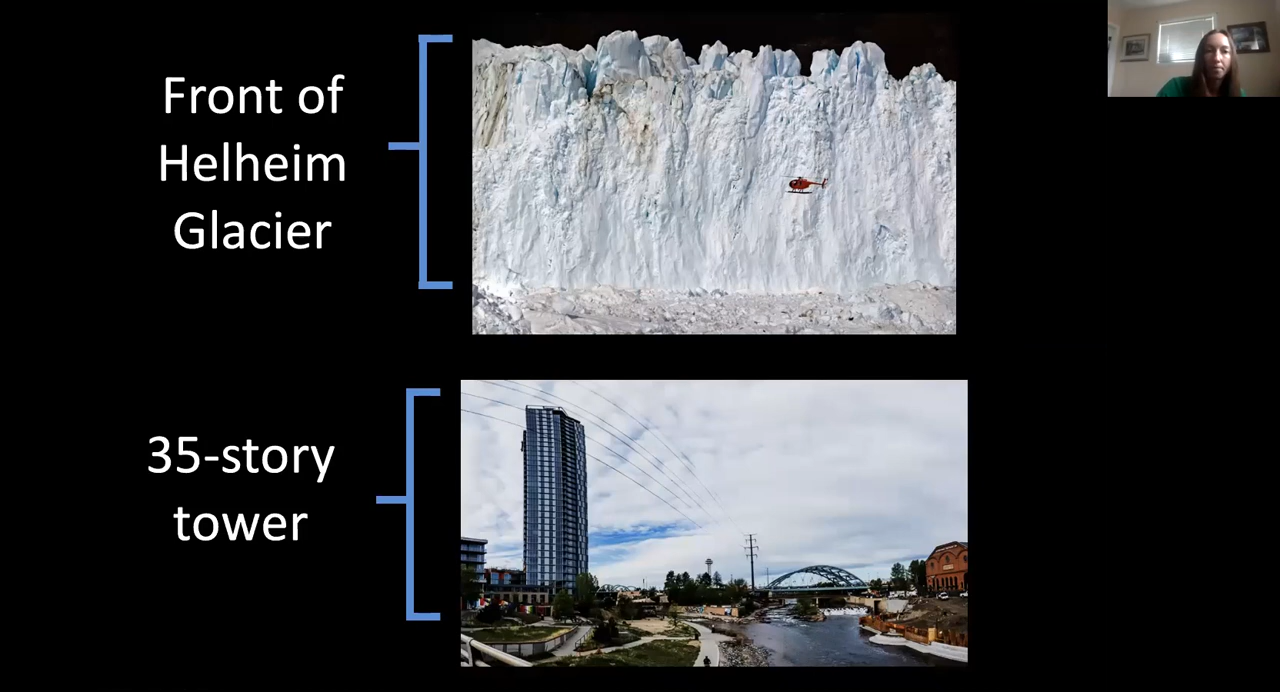 Front of
Helheim
Glacier
35-story
tower